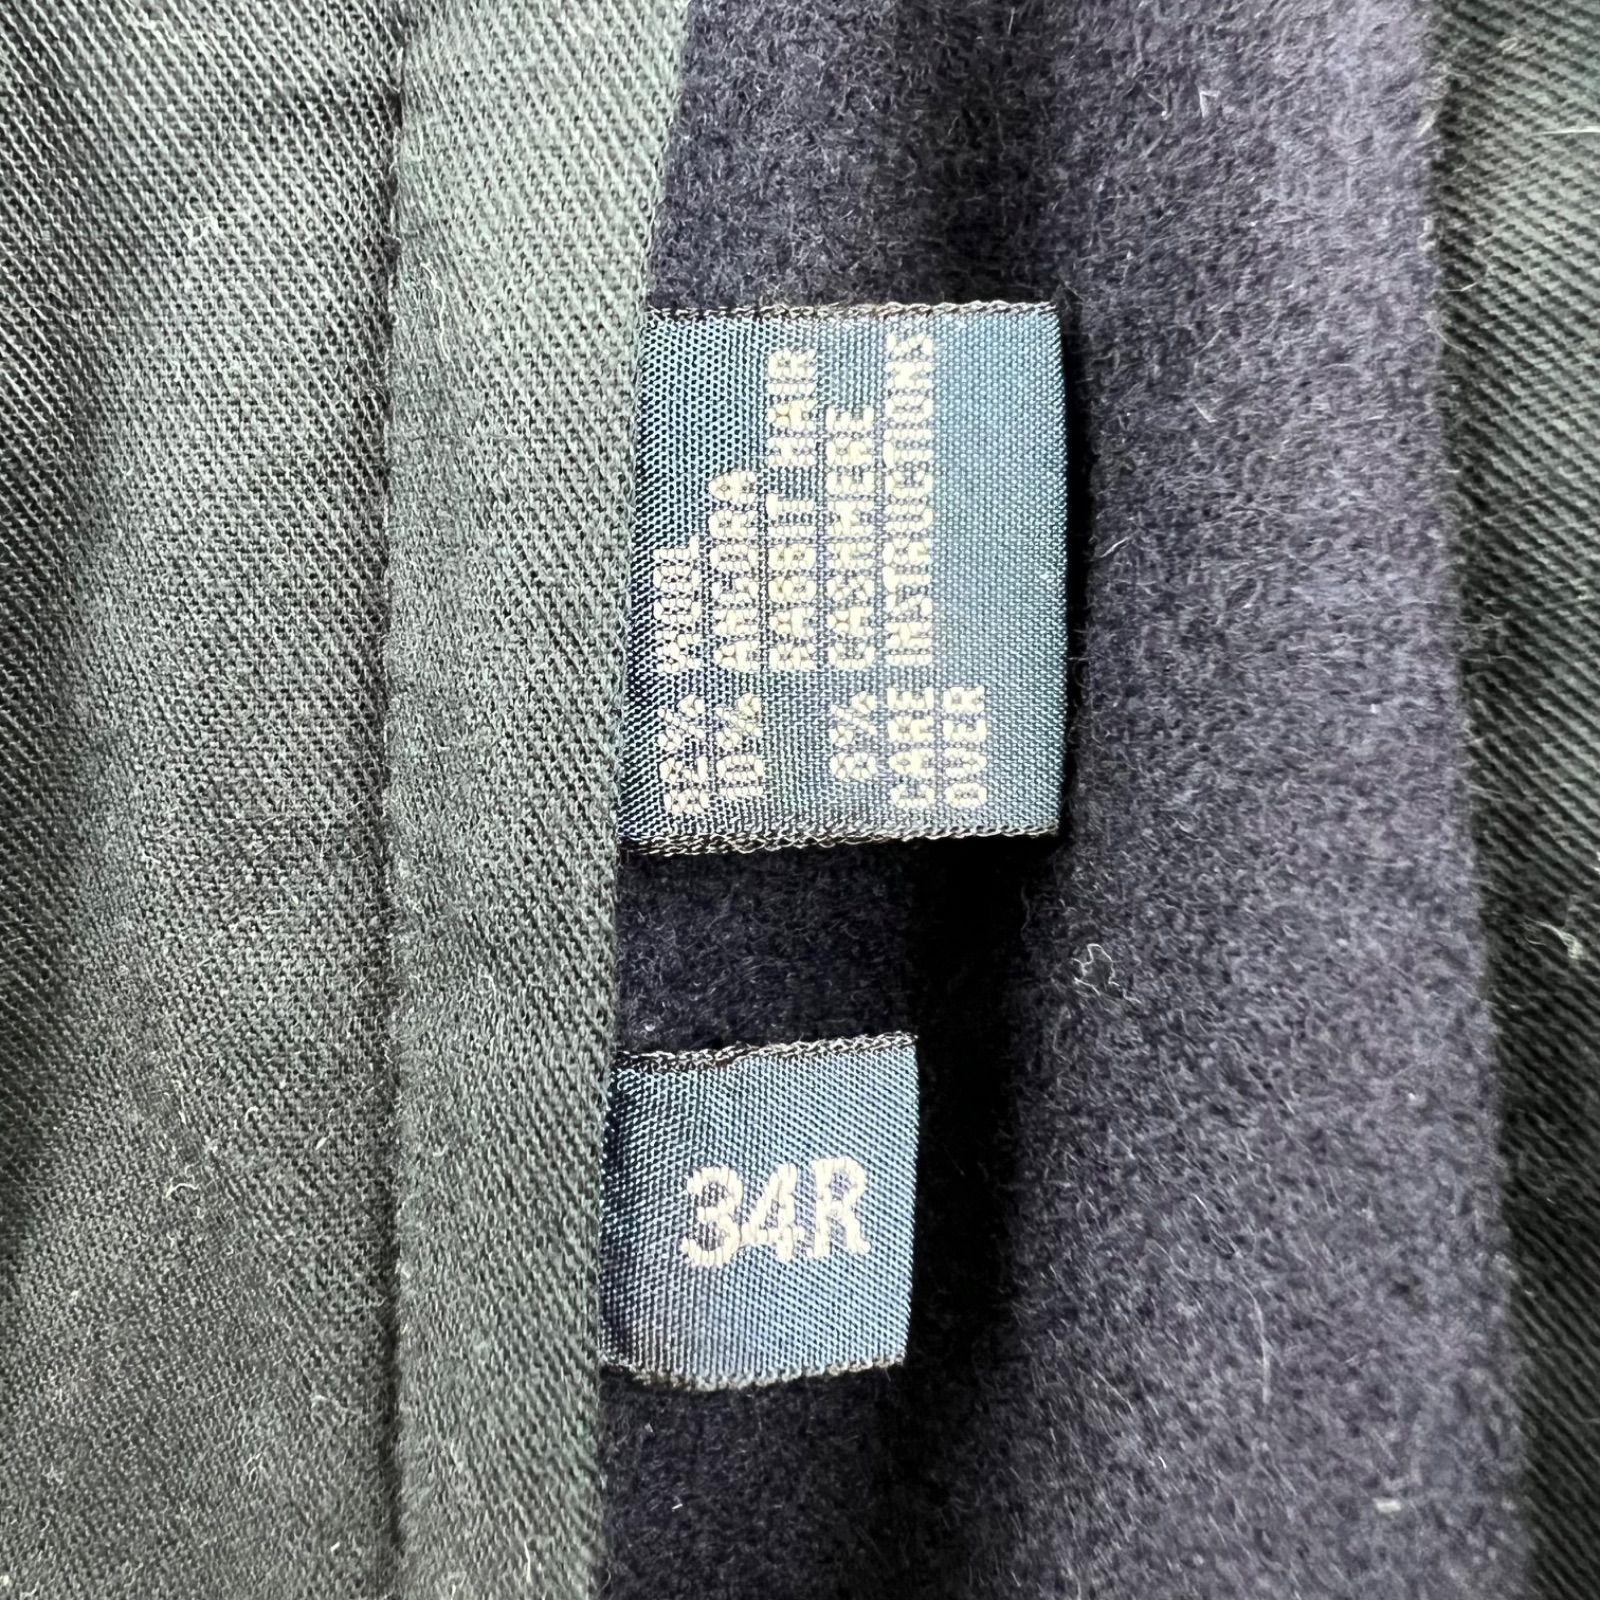 82% WOOL
10% ANGORA
RABBIT HAIR
8% CASHMERE
CARE INSTRUCTIONS
OVER
34R